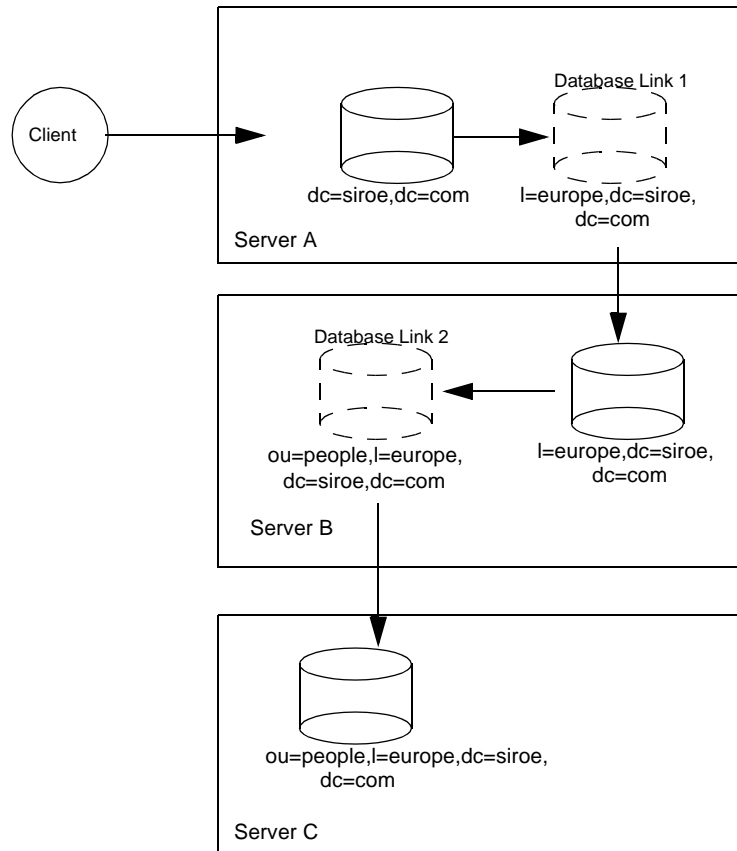 Database Link 1
Client
dc=siroe,dc=com
l=europe,dc=siroe,
dc=com
Server A
Database Link 2
ou=people,l=europe,
dc=siroe,dc=com
l=europe,dc=siroe,
dc=com
Server B
ou=people,l=europe,dc=siroe,
dc=com
Server C